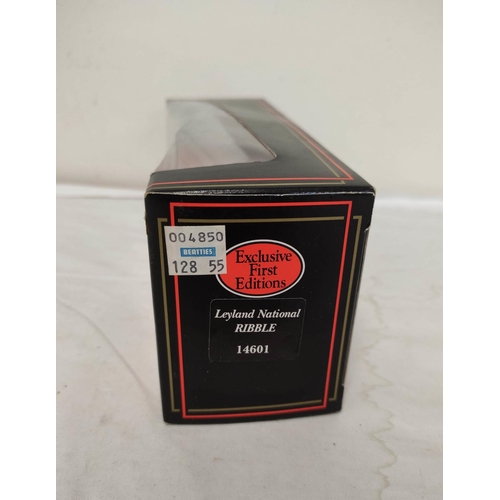 004850
BEATTIES
128 55
Exclusive
First
Editions
Leyland National
RIBBLE
14601